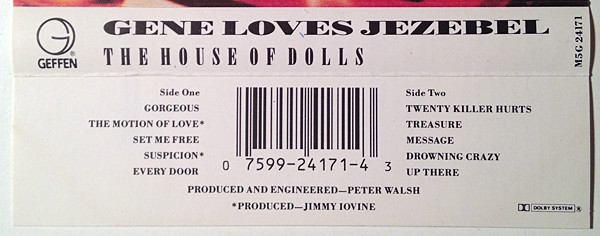 GENE LOVES JEZEBEL
THE HOUSE OF DOLLS
GEFFEN®
M5G 24171
Side One
GORGEOUS
THE MOTION OF LOVE*
SET ME FREE
SUSPICION*
EVERY DOOR
0 7599-24171-4 3
Side Two
TWENTY KILLER HURTS
TREASURE
MESSAGE
DROWNING CRAZY
UP THERE
PRODUCED AND ENGINEERED—PETER WALSH
*PRODUCED—JIMMY IOVINE
DOLBY SYSTEM®